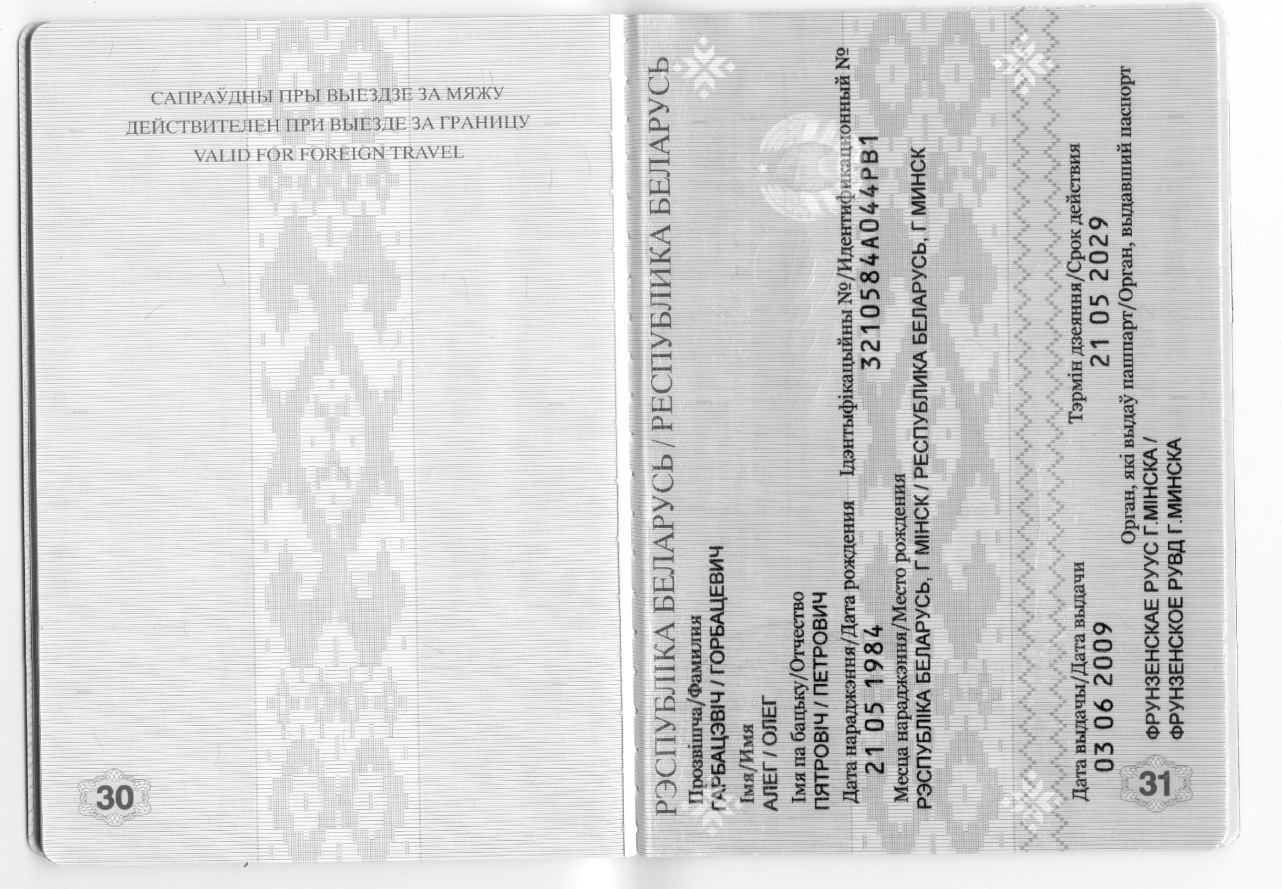 САПРАЎДНЫ ПРЫ ВЫЕЗДЗЕ ЗА МЯЖУ
ДЕЙСТВИТЕЛЕН ПРИ ВЫЕЗДЕ ЗА ГРАНИЦУ
VALID FOR FOREIGN TRAVEL
30
РЭСПУБЛІКА БЕЛАРУСЬ / РЕСПУБЛИКА БЕЛАРУСЬ
Прозвішча/Фамилия
ГАРБАЦЭВІЧ / ГОРБАЦЕВИЧ
Імя/Имя
АЛЕГ / ОЛЕГ
Імя па бацьку/Отчество
ПЯТРОВІЧ / ПЕТРОВИЧ
Дата нараджэння/Дата рождения Ідэнтыфікацыйны №/Идентификационный №
21 05 1984 3210584A044PB1
Месца нараджэння/Место рождения
РЭСПУБЛІКА БЕЛАРУСЬ, Г МІНСК / РЕСПУБЛИКА БЕЛАРУСЬ, Г МИНСК
Дата выдачы/Дата выдачи Тэрмін дзеяння/Срок действия
03 06 2009 21 05 2029
Орган, які выдаў пашпарт/Орган, выдавший паспорт
ФРУНЗЕНСКАЕ РУУС Г.МІНСКА /
ФРУНЗЕНСКОЕ РУВД Г.МИНСКА
31